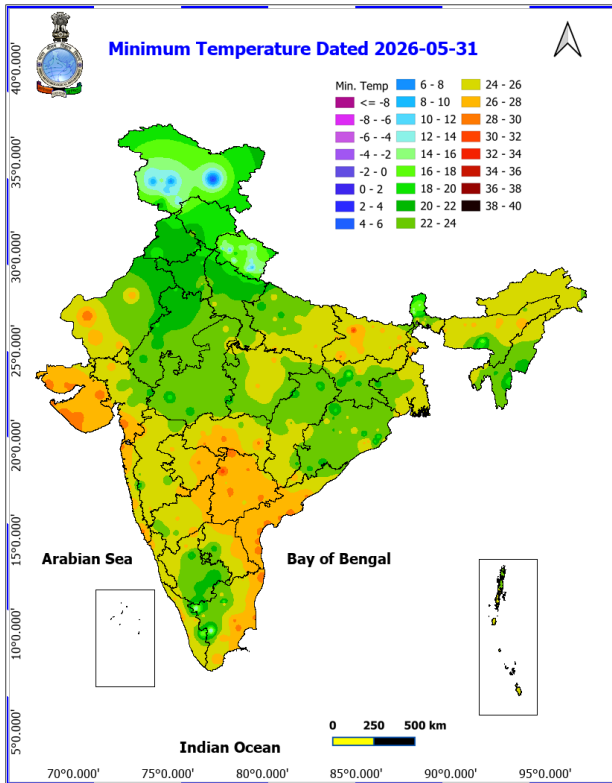 Minimum Temperature Dated 2026-05-31
Min. Temp
<= -8
-8 - -6
-6 - -4
-4 - -2
-2 - 0
0 - 2
2 - 4
4 - 6
6 - 8
8 - 10
10 - 12
12 - 14
14 - 16
16 - 18
18 - 20
20 - 22
22 - 24
24 - 26
26 - 28
28 - 30
30 - 32
32 - 34
34 - 36
36 - 38
38 - 40
40°0.000'
35°0.000'
30°0.000'
25°0.000'
20°0.000'
15°0.000'
10°0.000'
5°0.000'
Arabian Sea
Bay of Bengal
Indian Ocean
0 250 500 km
70°0.000' 75°0.000' 80°0.000' 85°0.000' 90°0.000' 95°0.000'